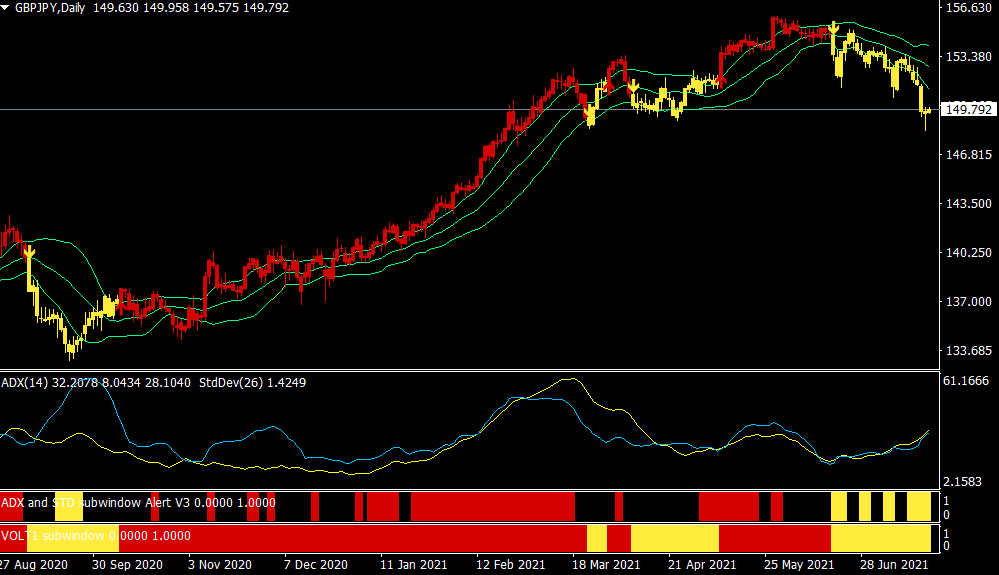 GBPJPY,Daily 149.630 149.958 149.575 149.792
156.630
153.380
149.792
146.815
143.500
140.250
137.000
133.685
ADX(14) 32.2078 8.0434 28.1040 StdDev(26) 1.4249
61.1666
2.1583
ADX and STD subwindow Alert V3 0.0000 1.0000
1
0
VOLT1 subwindow 0.0000 1.0000
1
0
27 Aug 2020 30 Sep 2020 3 Nov 2020 7 Dec 2020 11 Jan 2021 12 Feb 2021 18 Mar 2021 21 Apr 2021 25 May 2021 28 Jun 2021